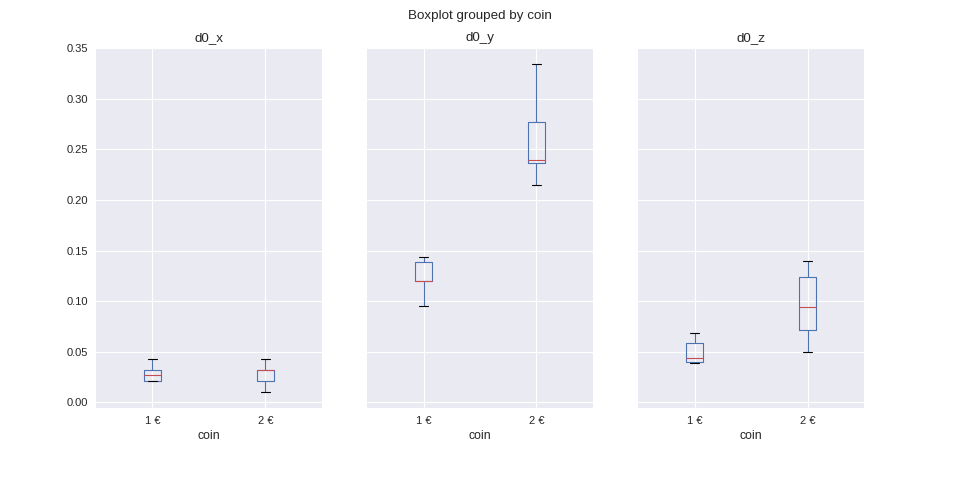 Boxplot grouped by coin
d0_x
d0_y
d0_z
0.35
0.30
0.25
0.20
0.15
0.10
0.05
0.00
1 €
2 €
1 €
2 €
1 €
2 €
coin
coin
coin